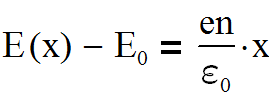 E(x) − E₀ = en/ε₀ · x